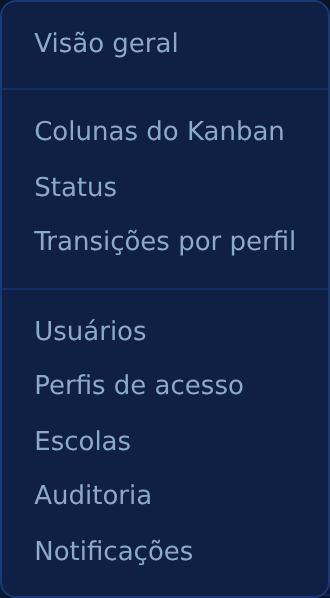 Visão geral
Colunas do Kanban
Status
Transições por perfil
Usuários
Perfis de acesso
Escolas
Auditoria
Notificações